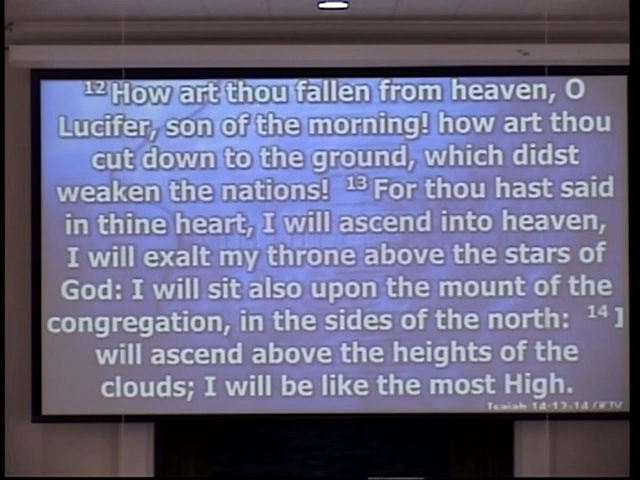 12 How art thou fallen from heaven, O
Lucifer, son of the morning! how art thou
cut down to the ground, which didst
weaken the nations! 13 For thou hast said
in thine heart, I will ascend into heaven,
I will exalt my throne above the stars of
God: I will sit also upon the mount of the
congregation, in the sides of the north: 14 I
will ascend above the heights of the
clouds; I will be like the most High.
Isaiah 14:12-14 (KJV